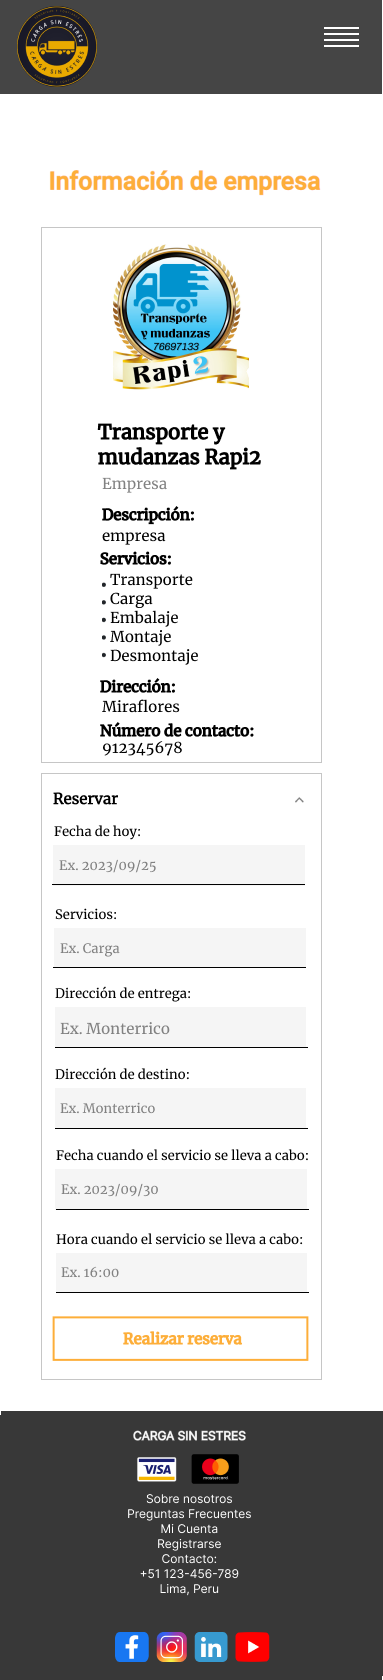 CARGA SIN ESTRES
CARGA SIN ESTRES
Información de empresa
Transporte
y mudanzas
76697133
Rapi 2
Transporte y
mudanzas Rapi2
Empresa
Descripción:
empresa
Servicios:
• Transporte
• Carga
• Embalaje
• Montaje
• Desmontaje
Dirección:
Miraflores
Número de contacto:
912345678
Reservar
Fecha de hoy:
Ex. 2023/09/25
Servicios:
Ex. Carga
Dirección de entrega:
Ex. Monterrico
Dirección de destino:
Ex. Monterrico
Fecha cuando el servicio se lleva a cabo:
Ex. 2023/09/30
Hora cuando el servicio se lleva a cabo:
Ex. 16:00
Realizar reserva
CARGA SIN ESTRES
VISA
mastercard
Sobre nosotros
Preguntas Frecuentes
Mi Cuenta
Registrarse
Contacto:
+51 123-456-789
Lima, Peru
f
in